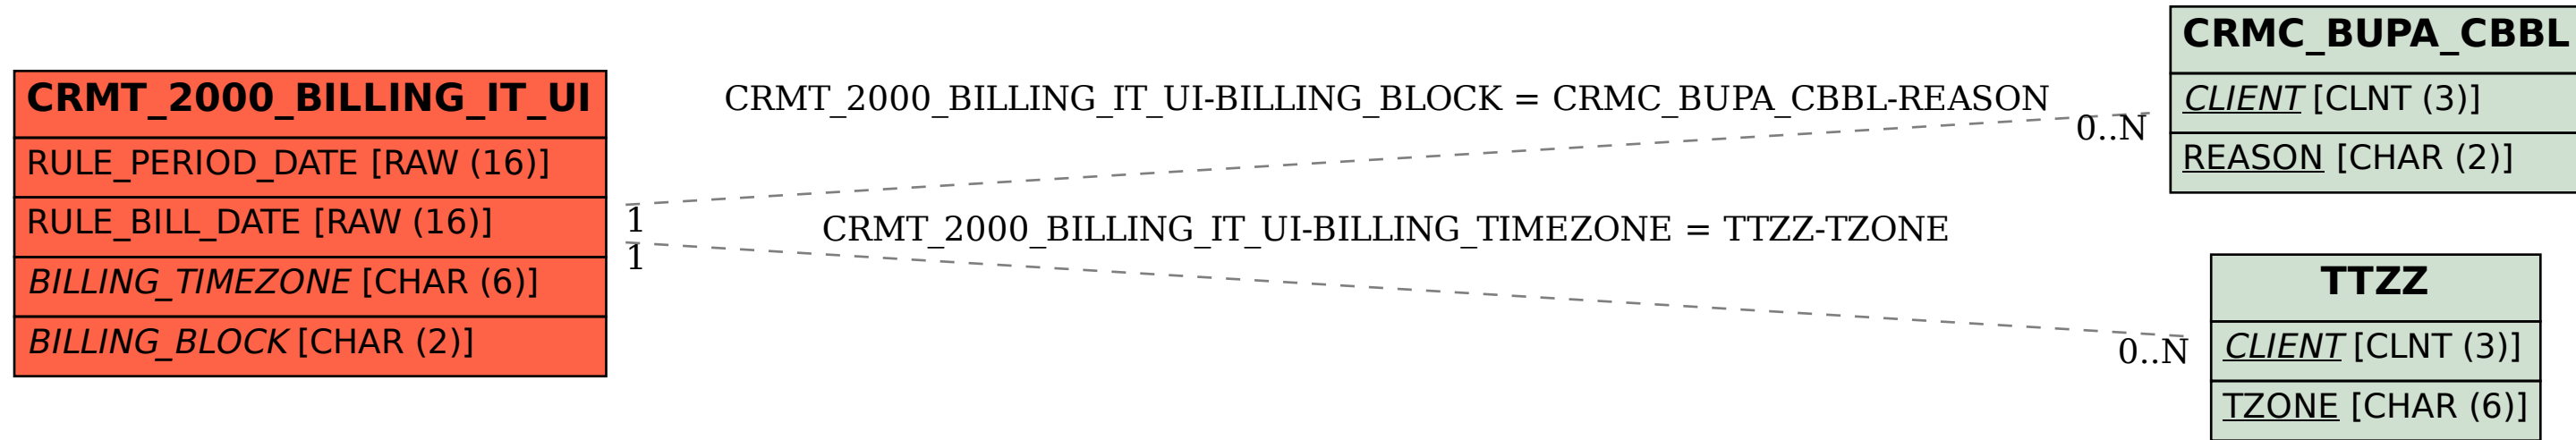 CRMT_2000_BILLING_IT_UI
RULE_PERIOD_DATE [RAW (16)]
RULE_BILL_DATE [RAW (16)]
BILLING_TIMEZONE [CHAR (6)]
BILLING_BLOCK [CHAR (2)]
CRMT_2000_BILLING_IT_UI-BILLING_BLOCK = CRMC_BUPA_CBBL-REASON
0..N
1
CRMT_2000_BILLING_IT_UI-BILLING_TIMEZONE = TTZZ-TZONE
1
0..N
CRMC_BUPA_CBBL
CLIENT [CLNT (3)]
REASON [CHAR (2)]
TTZZ
CLIENT [CLNT (3)]
TZONE [CHAR (6)]